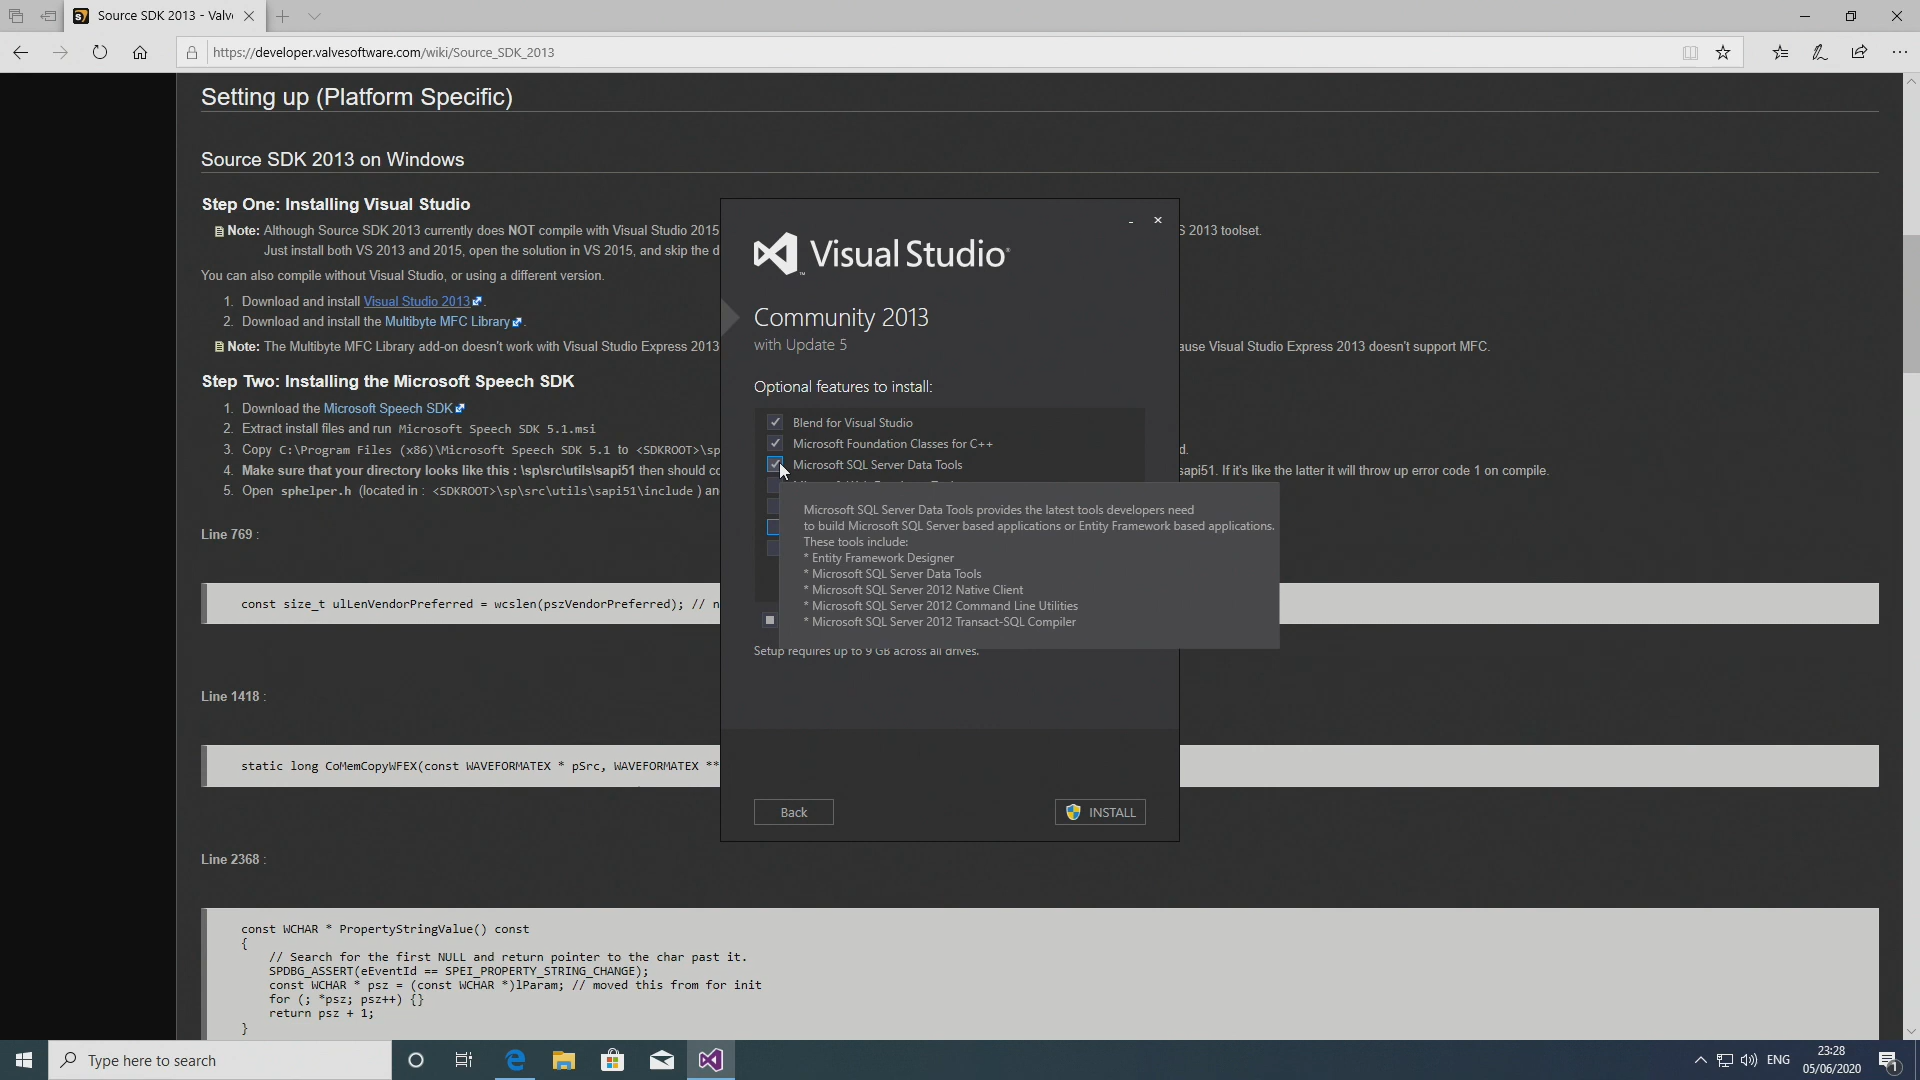 Source SDK 2013 - Valv
https://developer.valvesoftware.com/wiki/Source_SDK_2013
Setting up (Platform Specific)
Source SDK 2013 on Windows
Step One: Installing Visual Studio
Note: Although Source SDK 2013 currently does NOT compile with Visual Studio 2015
S 2013 toolset.
Just install both VS 2013 and 2015, open the solution in VS 2015, and skip the d
You can also compile without Visual Studio, or using a different version.
1. Download and install Visual Studio 2013.
2. Download and install the Multibyte MFC Library.
Note: The Multibyte MFC Library add-on doesn't work with Visual Studio Express 2013
ause Visual Studio Express 2013 doesn't support MFC.
Step Two: Installing the Microsoft Speech SDK
1. Download the Microsoft Speech SDK
2. Extract install files and run Microsoft Speech SDK 5.1.msi
3. Copy C:\Program Files (x86)\Microsoft Speech SDK 5.1 to <SDKROOT>\sp
d.
4. Make sure that your directory looks like this : \sp\src\utils\sapi51 then should co
sapi51. If it's like the latter it will throw up error code 1 on compile.
5. Open sphelper.h (located in : <SDKROOT>\sp\src\utils\sapi51\include ) an
Line 769 :
const size_t ulLenVendorPreferred = wcslen(pszVendorPreferred); // n
Line 1418 :
static long CoMemCopyWFEX(const WAVEFORMATEX * pSrc, WAVEFORMATEX **
Line 2368 :
const WCHAR * PropertyStringValue() const
{
// Search for the first NULL and return pointer to the char past it.
SPDBG_ASSERT(eEventId == SPEI_PROPERTY_STRING_CHANGE);
const WCHAR * psz = (const WCHAR *)lParam; // moved this from for init
for (; *psz; psz++) {}
return psz + 1;
}
Visual Studio
Community 2013
with Update 5
Optional features to install:
Blend for Visual Studio
Microsoft Foundation Classes for C++
Microsoft SQL Server Data Tools
Microsoft SQL Server Data Tools provides the latest tools developers need
to build Microsoft SQL Server based applications or Entity Framework based applications.
These tools include:
* Entity Framework Designer
* Microsoft SQL Server Data Tools
* Microsoft SQL Server 2012 Native Client
* Microsoft SQL Server 2012 Command Line Utilities
* Microsoft SQL Server 2012 Transact-SQL Compiler
Setup requires up to 9 GB across all drives.
Back
INSTALL
Type here to search
ENG
23:28
05/06/2020
1